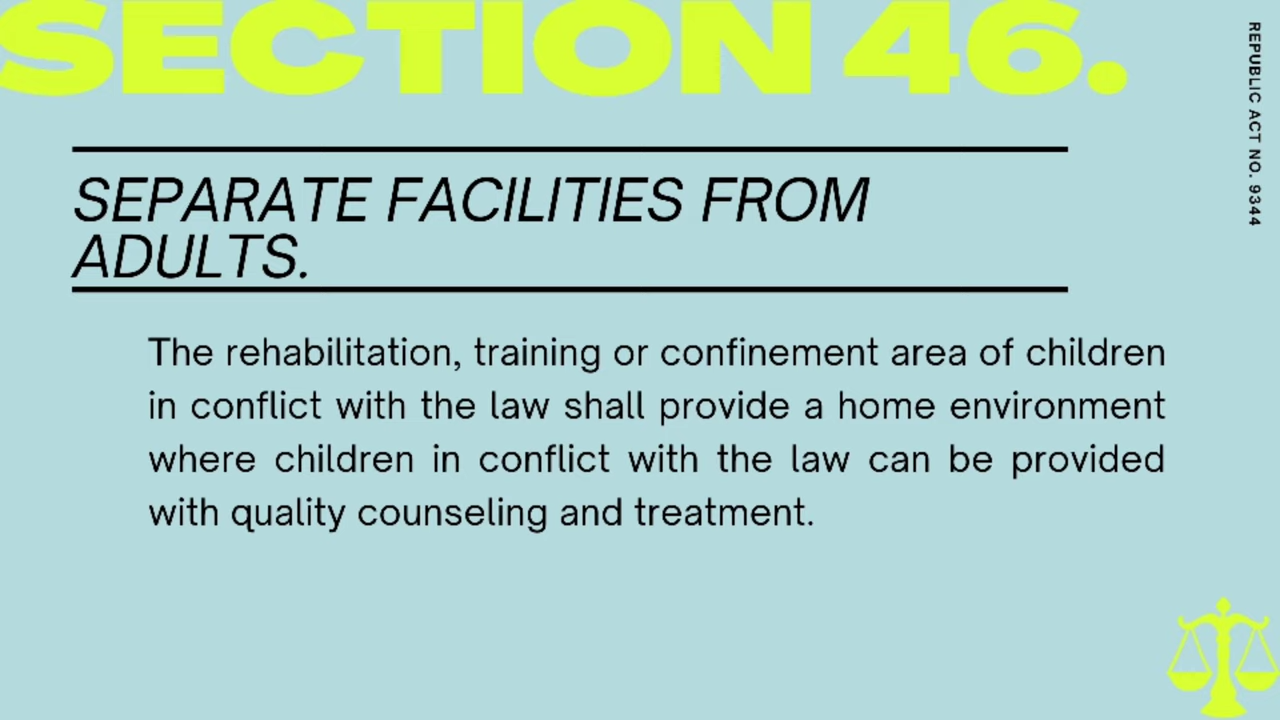 SECTION 46.
REPUBLIC ACT NO. 9344
SEPARATE FACILITIES FROM
ADULTS.
The rehabilitation, training or confinement area of children
in conflict with the law shall provide a home environment
where children in conflict with the law can be provided
with quality counseling and treatment.